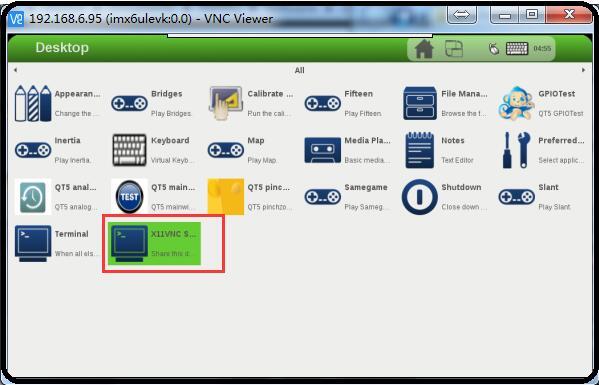 192.168.6.95 (imx6ulevk:0.0) - VNC Viewer
Desktop
04:55
All
Appearan...
Change the ...
Bridges
Play Bridges.
Calibrate ...
Run the cali...
Fifteen
Play Fifteen.
File Mana...
Browse the f...
GPIOTest
QT5 GPIOTest
Inertia
Play Inertia.
Keyboard
Virtual Keyb...
Map
Play Map.
Media Pla...
Basic media...
Notes
Text Editor
Preferred...
Select applic...
QT5 anal...
QT5 analog...
TEST
QT5 main...
QT5 mainwi...
QT5 pinc...
QT5 pinchzo...
Samegame
Play Sameg...
Shutdown
Close down ...
Slant
Play Slant.
Terminal
When all els...
X11VNC S...
Share this d...